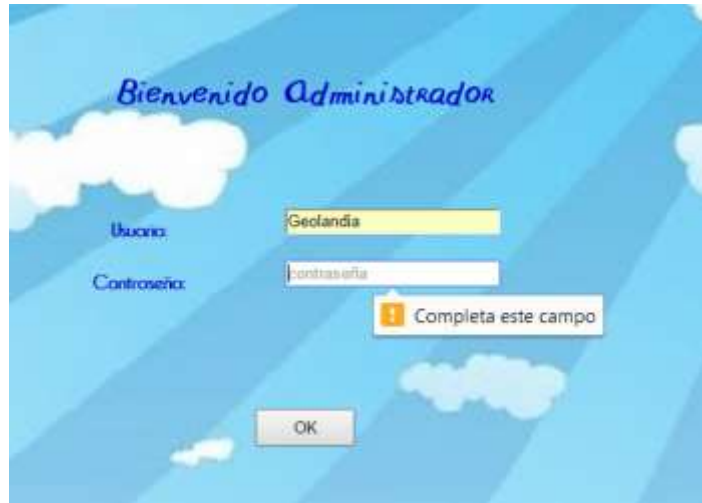 Bienvenido Administrador
Usuario: Geolandia
Contraseña: contraseña
Completa este campo
OK